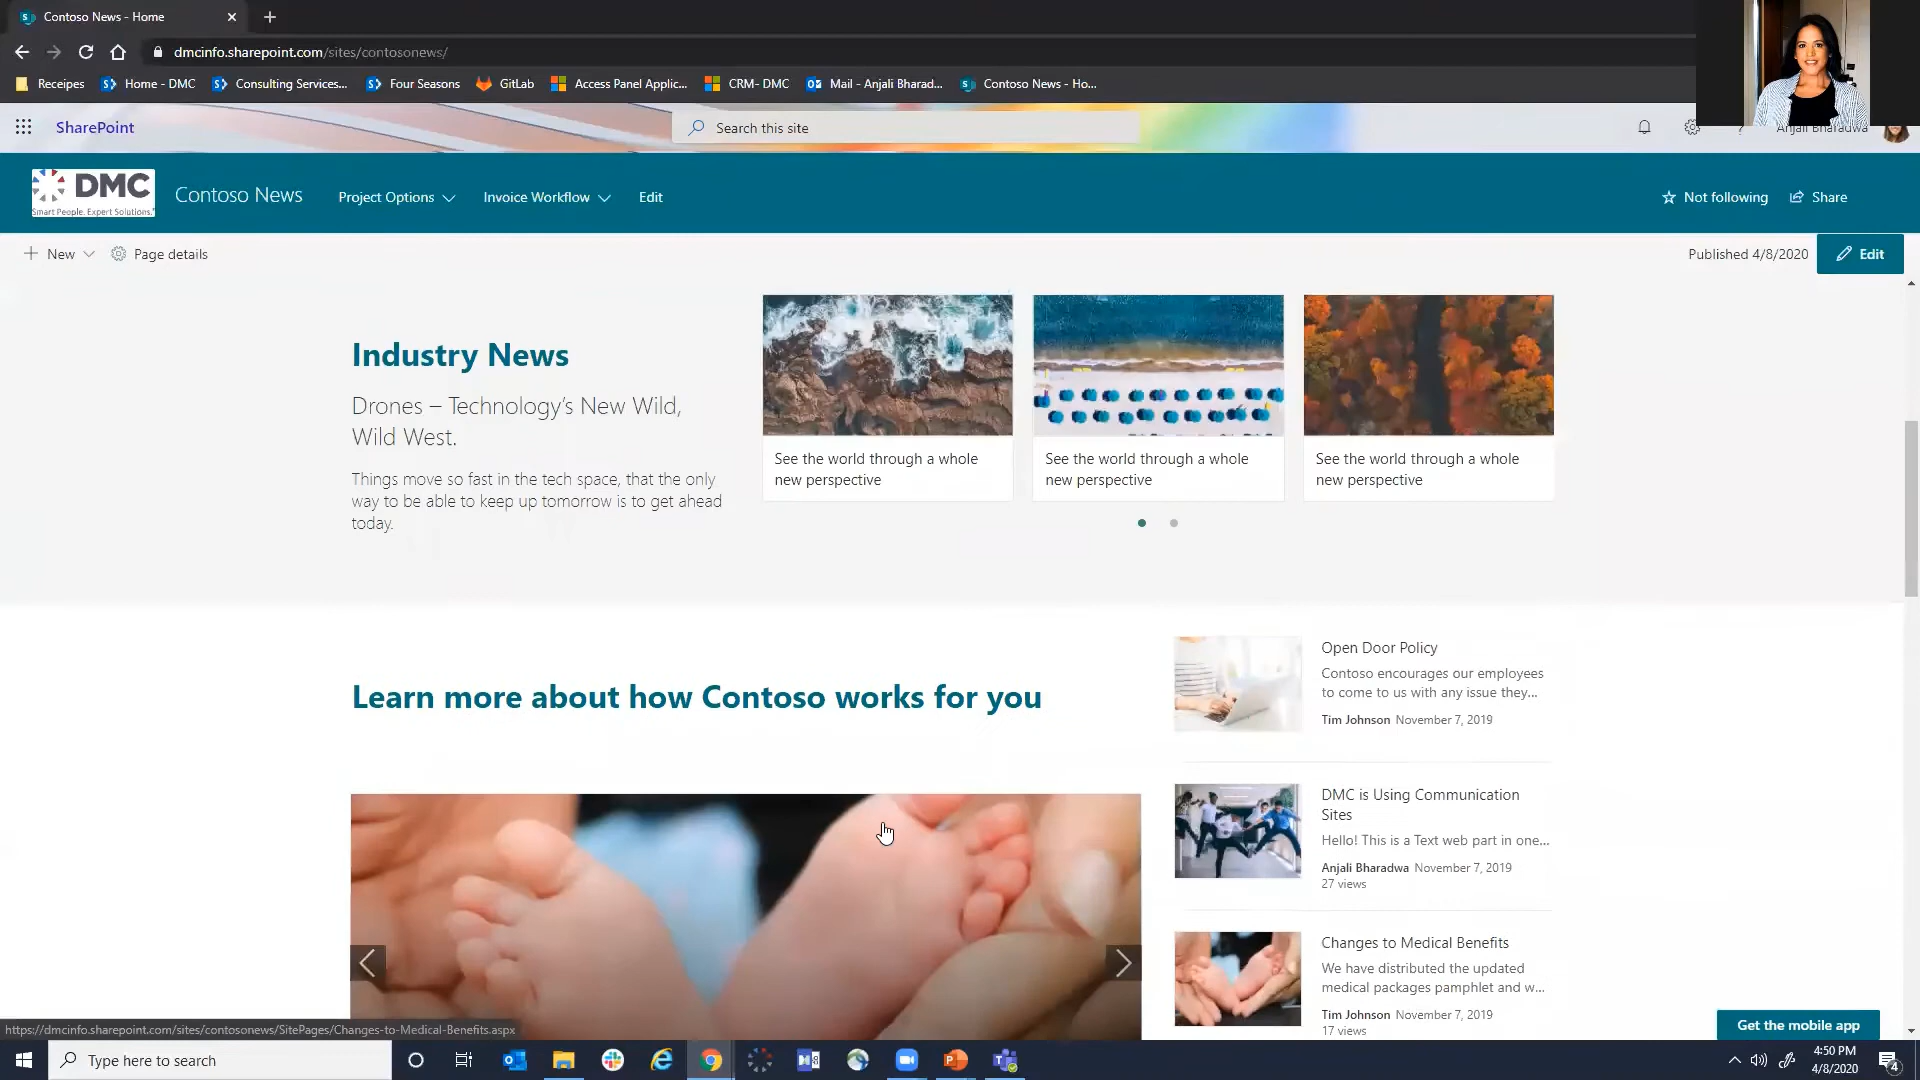 Contoso News - Home
dmcinfo.sharepoint.com/sites/contosonews/
Receipes
Home - DMC
Consulting Services...
Four Seasons
GitLab
Access Panel Applic...
CRM- DMC
Mail - Anjali Bharad...
Contoso News - Ho...
SharePoint
Search this site
Anjali Bharadwa
DMC
Smart People. Expert Solutions.
Contoso News
Project Options
Invoice Workflow
Edit
Not following
Share
New
Page details
Published 4/8/2020
Edit
Industry News
Drones – Technology's New Wild,
Wild West.
Things move so fast in the tech space, that the only
way to be able to keep up tomorrow is to get ahead
today.
See the world through a whole
new perspective
See the world through a whole
new perspective
See the world through a whole
new perspective
Learn more about how Contoso works for you
Open Door Policy
Contoso encourages our employees
to come to us with any issue they...
Tim Johnson November 7, 2019
DMC is Using Communication
Sites
Hello! This is a Text web part in one...
Anjali Bharadwa November 7, 2019
27 views
Changes to Medical Benefits
We have distributed the updated
medical packages pamphlet and w...
Tim Johnson November 7, 2019
17 views
Get the mobile app
https://dmcinfo.sharepoint.com/sites/contosonews/SitePages/Changes-to-Medical-Benefits.aspx
Type here to search
4:50 PM
4/8/2020
4